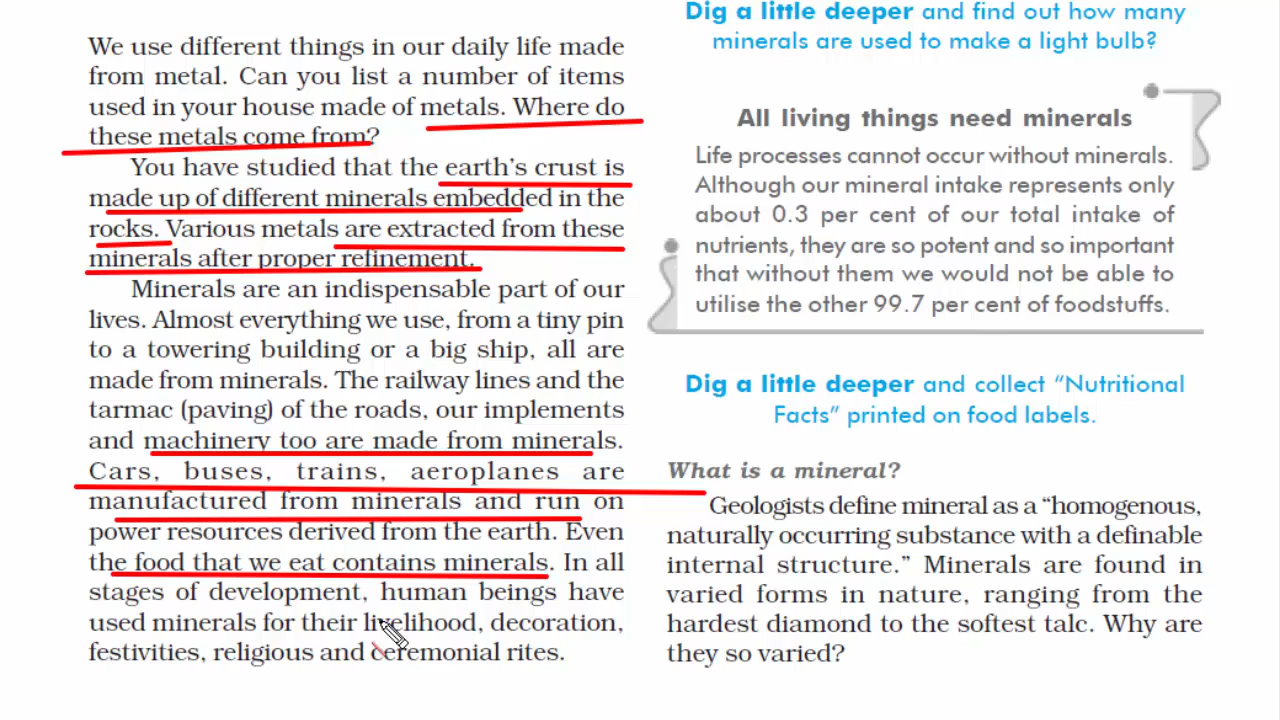 We use different things in our daily life made
from metal. Can you list a number of items
used in your house made of metals. Where do
these metals come from?
You have studied that the earth's crust is
made up of different minerals embedded in the
rocks. Various metals are extracted from these
minerals after proper refinement.
Minerals are an indispensable part of our
lives. Almost everything we use, from a tiny pin
to a towering building or a big ship, all are
made from minerals. The railway lines and the
tarmac (paving) of the roads, our implements
and machinery too are made from minerals.
Cars, buses, trains, aeroplanes are
manufactured from minerals and run on
power resources derived from the earth. Even
the food that we eat contains minerals. In all
stages of development, human beings have
used minerals for their livelihood, decoration,
festivities, religious and ceremonial rites.
Dig a little deeper and find out how many
minerals are used to make a light bulb?
All living things need minerals
Life processes cannot occur without minerals.
Although our mineral intake represents only
about 0.3 per cent of our total intake of
nutrients, they are so potent and so important
that without them we would not be able to
utilise the other 99.7 per cent of foodstuffs.
Dig a little deeper and collect “Nutritional
Facts” printed on food labels.
What is a mineral?
Geologists define mineral as a “homogenous,
naturally occurring substance with a definable
internal structure.” Minerals are found in
varied forms in nature, ranging from the
hardest diamond to the softest talc. Why are
they so varied?